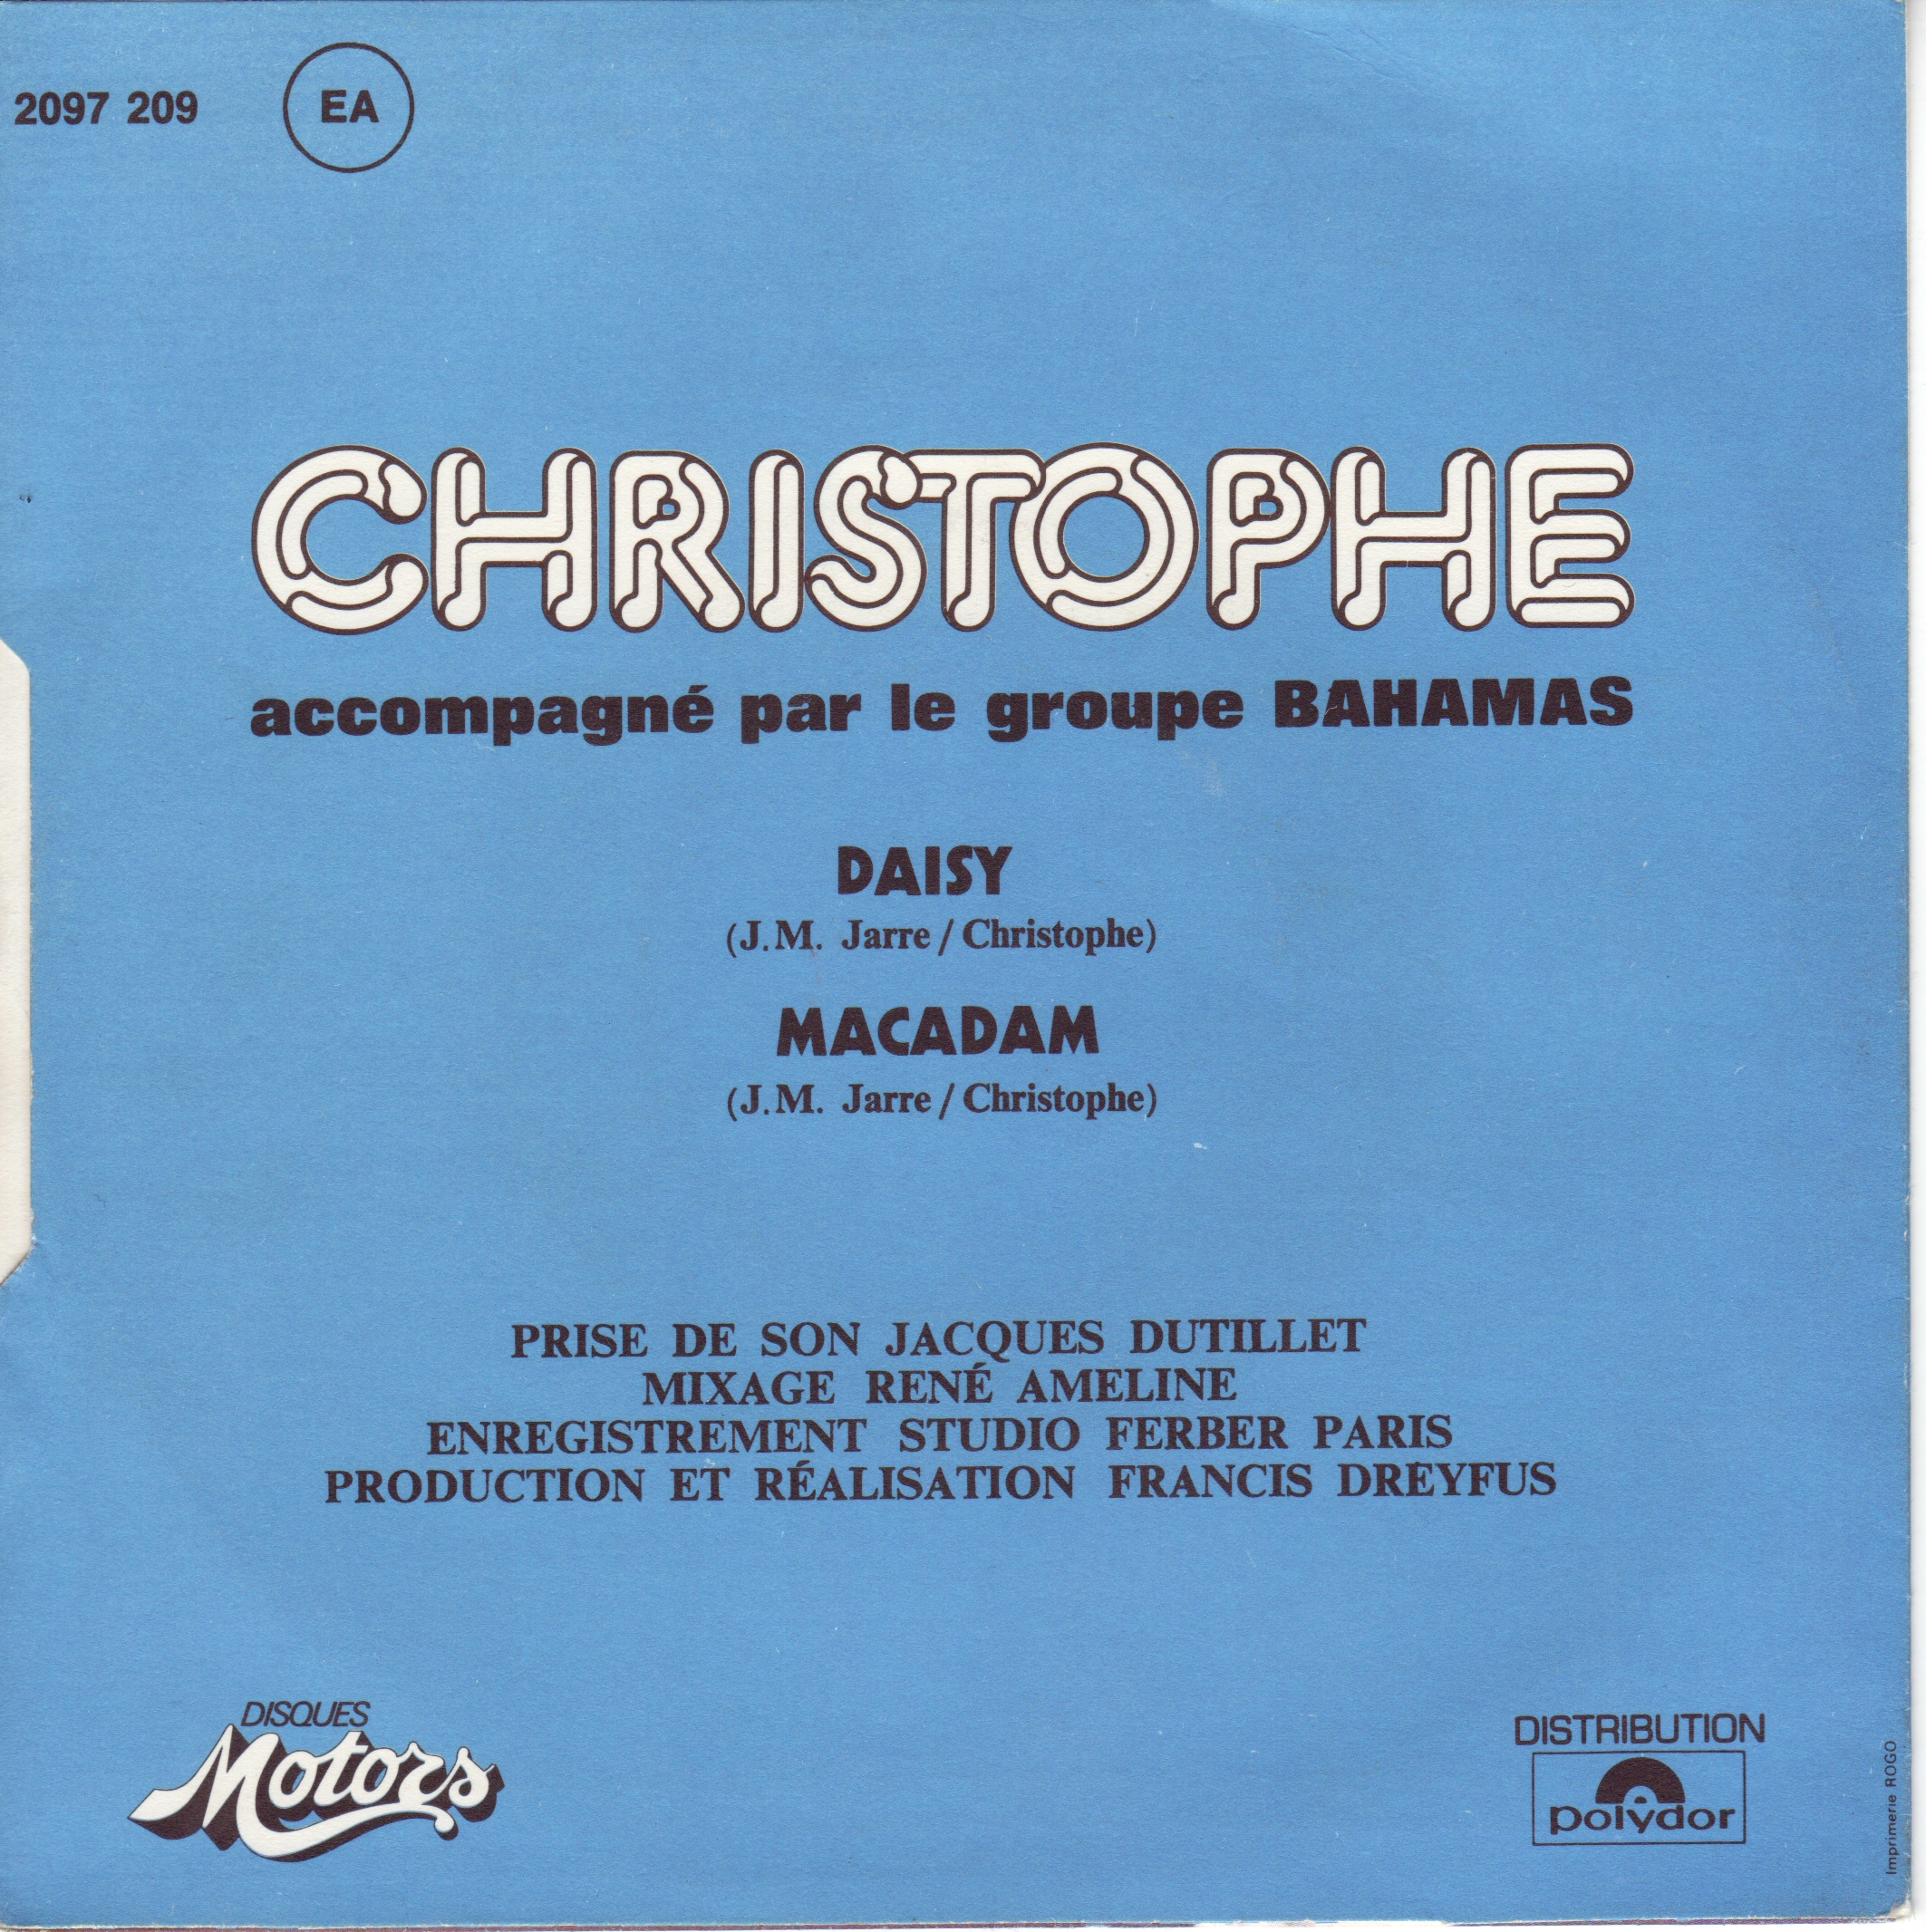 2097 209 EA
CHRISTOPHE
accompagné par le groupe BAHAMAS
DAISY
(J.M. Jarre / Christophe)
MACADAM
(J.M. Jarre / Christophe)
PRISE DE SON JACQUES DUTILLET
MIXAGE RENÉ AMELINE
ENREGISTREMENT STUDIO FERBER PARIS
PRODUCTION ET RÉALISATION FRANCIS DREYFUS
DISQUES
Motors
DISTRIBUTION
polydor
Imprimerie ROGO